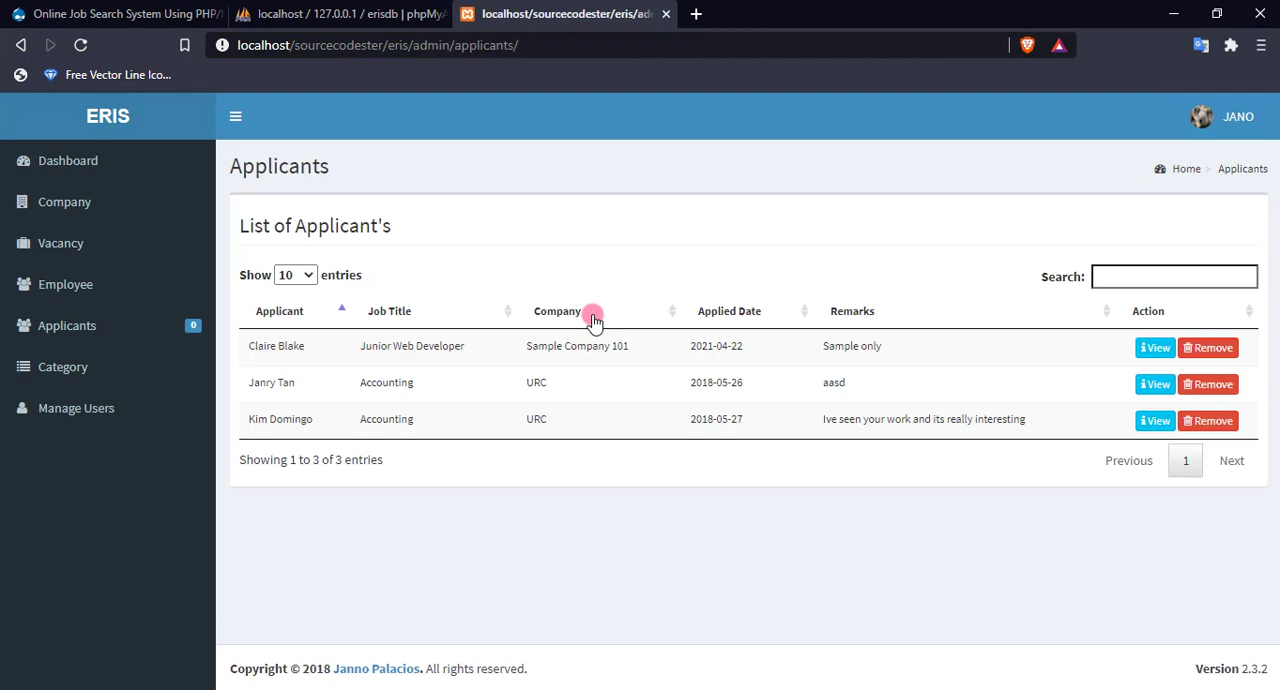 Online Job Search System Using PHP/
localhost / 127.0.0.1 / erisdb | phpMyA
localhost/sourcecodester/eris/adm
localhost/sourcecodester/eris/admin/applicants/
Free Vector Line Ico...
ERIS
JANO
Dashboard
Company
Vacancy
Employee
Applicants 0
Category
Manage Users
Applicants
Home > Applicants
List of Applicant's
Show 10 entries
Search:
Applicant Job Title Company Applied Date Remarks Action
Claire Blake Junior Web Developer Sample Company 101 2021-04-22 Sample only View Remove
Janry Tan Accounting URC 2018-05-26 aasd View Remove
Kim Domingo Accounting URC 2018-05-27 Ive seen your work and its really interesting View Remove
Showing 1 to 3 of 3 entries
Previous 1 Next
Copyright © 2018 Janno Palacios. All rights reserved.
Version 2.3.2